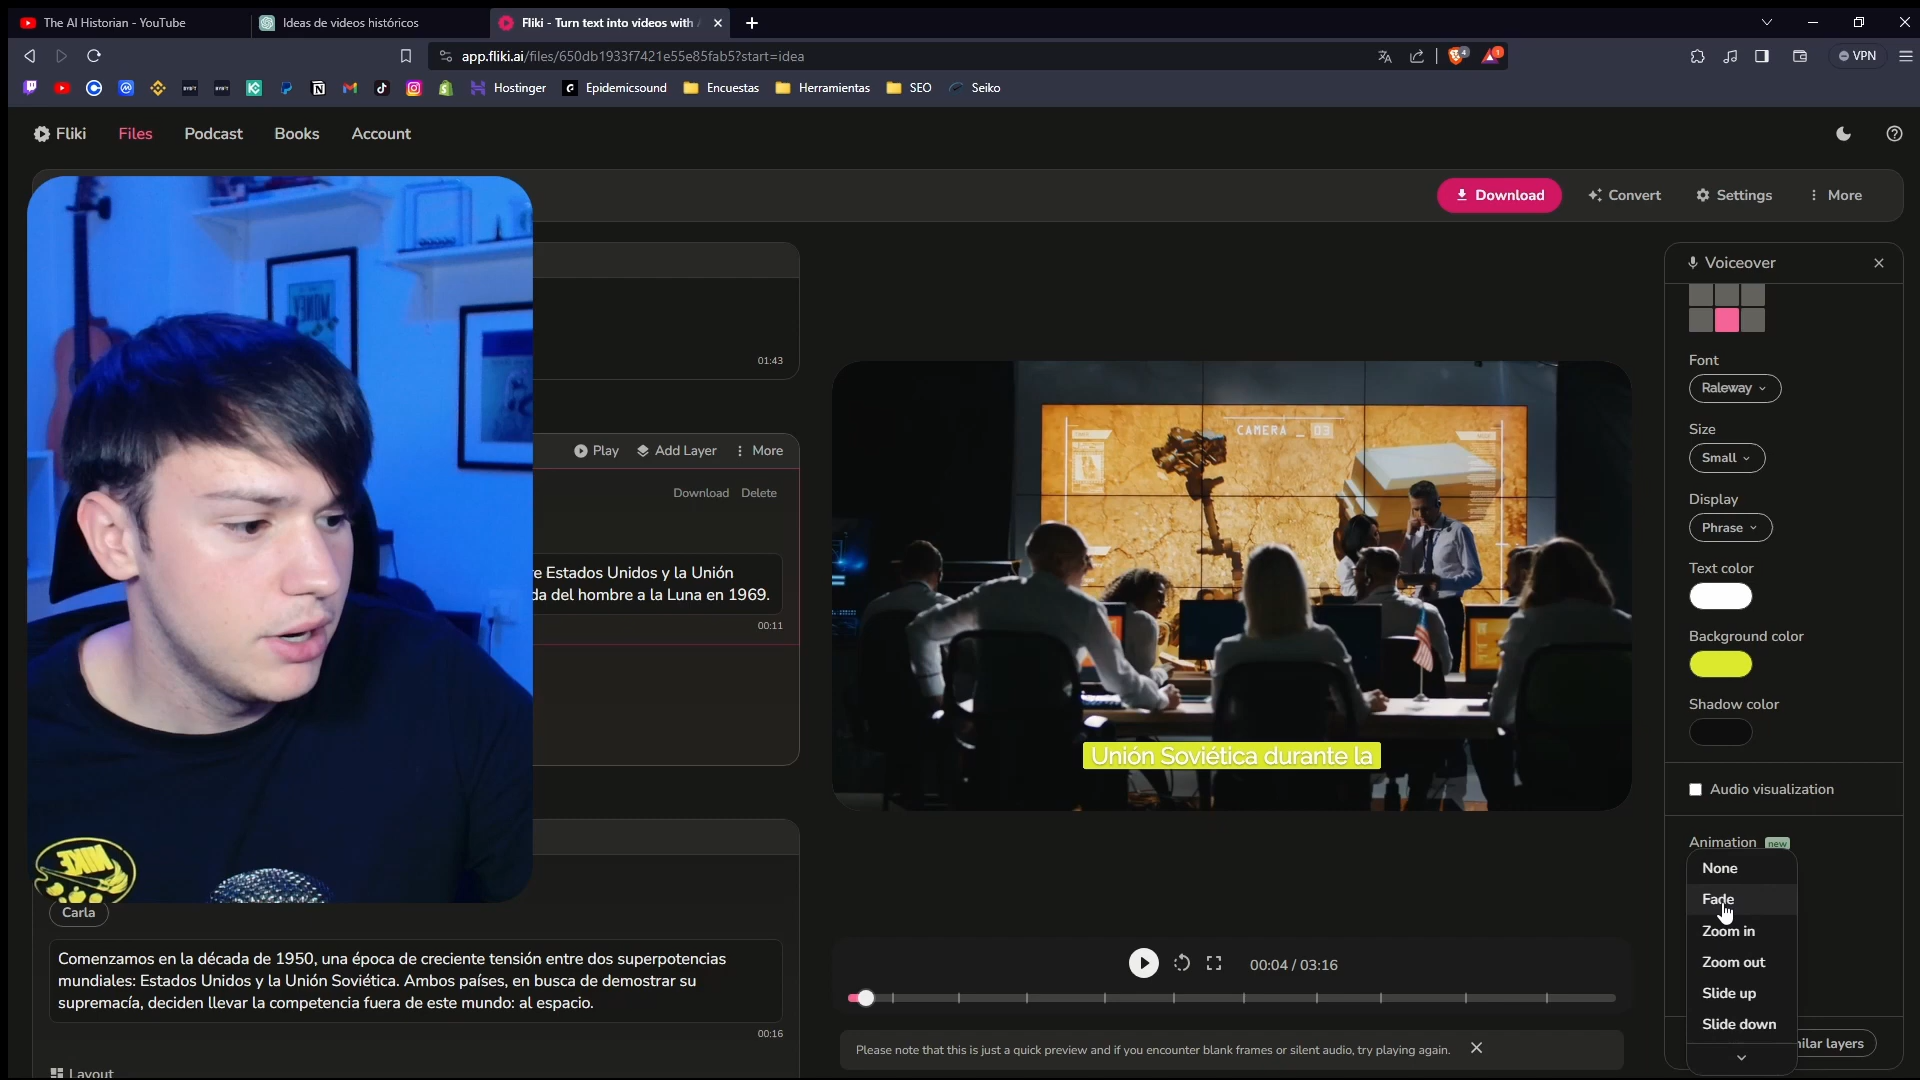 The AI Historian - YouTube
Ideas de videos históricos
Fliki - Turn text into videos with
app.fliki.ai/files/650db1933f7421e55e85fab5?start=idea
4
1
VPN
Hostinger
Epidemicsound
Encuestas
Herramientas
SEO
Seiko
Fliki
Files
Podcast
Books
Account
Download
Convert
Settings
More
Voiceover
01:43
Play
Add Layer
More
Download
Delete
e Estados Unidos y la Unión
da del hombre a la Luna en 1969.
00:11
Carla
Comenzamos en la década de 1950, una época de creciente tensión entre dos superpotencias
mundiales: Estados Unidos y la Unión Soviética. Ambos países, en busca de demostrar su
supremacía, deciden llevar la competencia fuera de este mundo: al espacio.
00:16
Layout
CAMERA _ 03
Unión Soviética durante la
00:04 / 03:16
Please note that this is just a quick preview and if you encounter blank frames or silent audio, try playing again.
Font
Raleway
Size
Small
Display
Phrase
Text color
Background color
Shadow color
Audio visualization
Animation new
None
Fade
Zoom in
Zoom out
Slide up
Slide down
milar layers
NIKE